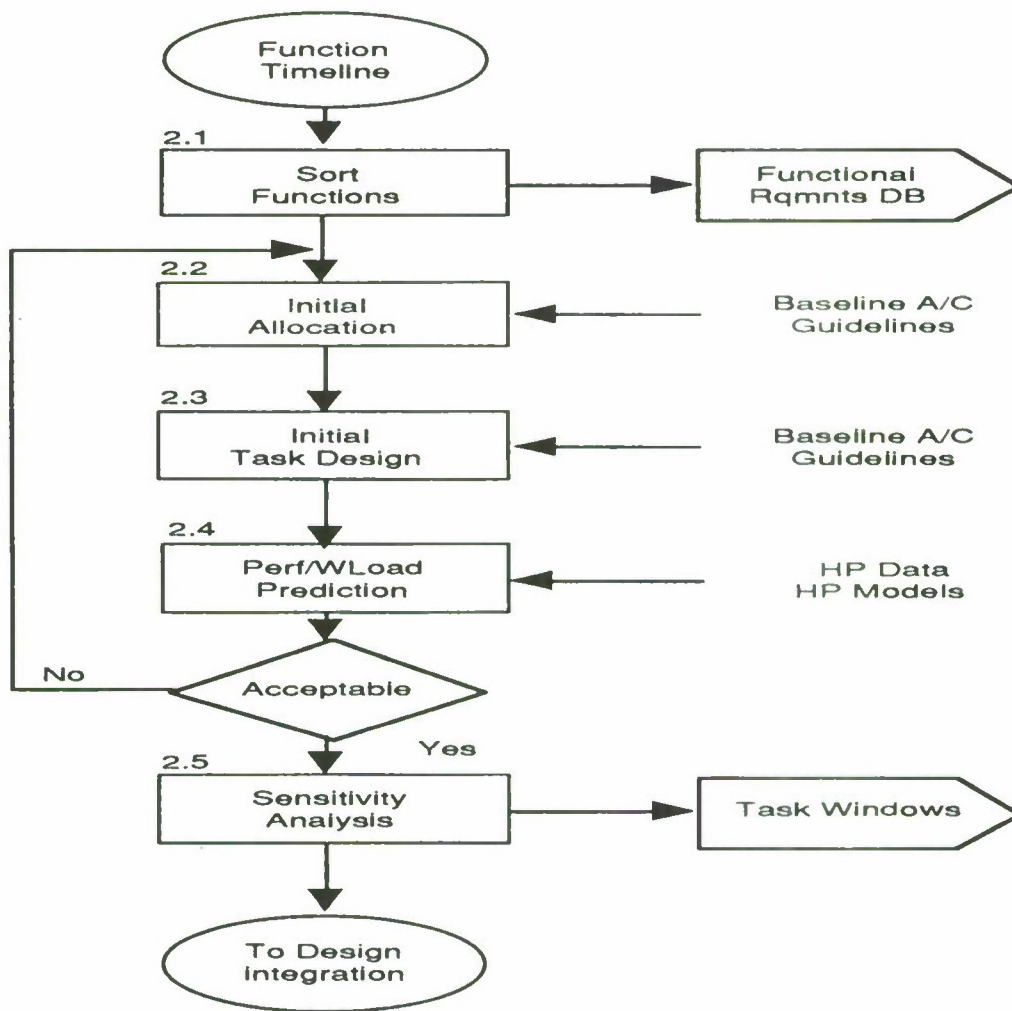 Function
Timeline
2.1
Sort
Functions
Functional
Rqmnts DB
2.2
Initial
Allocation
Baseline A/C
Guidelines
2.3
Initial
Task Design
Baseline A/C
Guidelines
2.4
Perf/WLoad
Prediction
HP Data
HP Models
No
Acceptable
Yes
2.5
Sensitivity
Analysis
Task Windows
To Design
integration